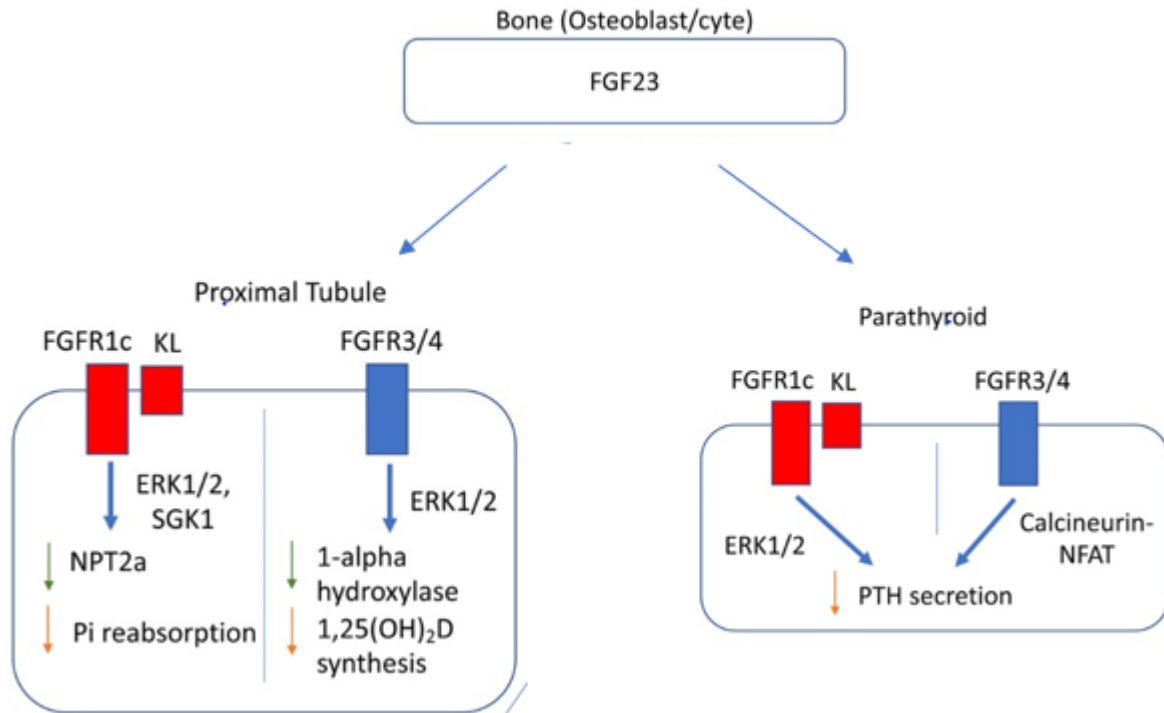 Bone (Osteoblast/cyte)
FGF23
Proximal Tubule
FGFR1c
KL
FGFR3/4
ERK1/2,
SGK1
NPT2a
Pi reabsorption
ERK1/2
1-alpha
hydroxylase
1,25(OH)₂D
synthesis
Parathyroid
FGFR1c
KL
FGFR3/4
ERK1/2
Calcineurin-
NFAT
PTH secretion